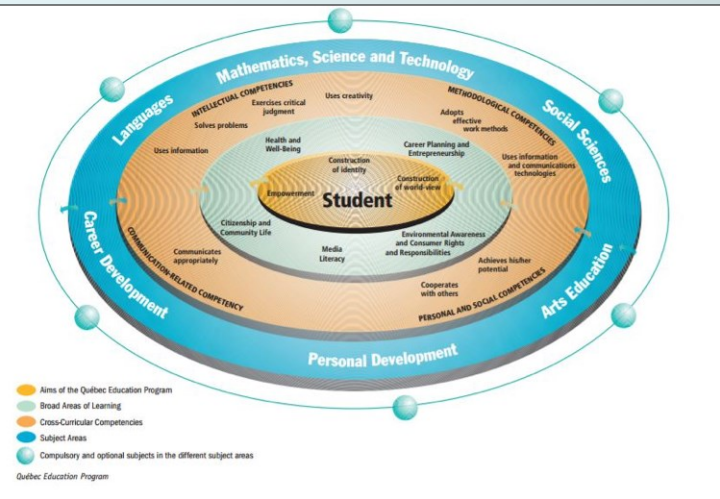 Mathematics, Science and Technology
Languages
Social Sciences
INTELLECTUAL COMPETENCIES
METHODOLOGICAL COMPETENCIES
Uses creativity
Exercises critical
judgment
Solves problems
Uses information
Adopts
effective
work methods
Uses information
and communications
technologies
Health and
Well-Being
Career Planning and
Entrepreneurship
Construction
of identity
Construction
of world-view
Empowerment
Student
Citizenship and
Community Life
Media
Literacy
Environmental Awareness
and Consumer Rights
and Responsibilities
Communicates
appropriately
Achieves his/her
potential
Cooperates
with others
COMMUNICATION-RELATED COMPETENCY
PERSONAL AND SOCIAL COMPETENCIES
Career Development
Arts Education
Personal Development
Aims of the Québec Education Program
Broad Areas of Learning
Cross-Curricular Competencies
Subject Areas
Compulsory and optional subjects in the different subject areas
Québec Education Program